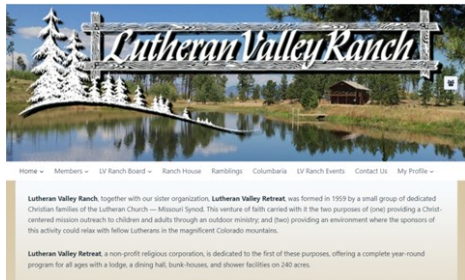 Lutheran Valley Ranch
Home Members LV Ranch Board Ranch House Ramblings Columbaria LV Ranch Events Contact Us My Profile
Lutheran Valley Ranch, together with our sister organization, Lutheran Valley Retreat, was formed in 1959 by a small group of dedicated
Christian families of the Lutheran Church — Missouri Synod. This venture of faith carried with it the two purposes of (one) providing a Christ-
centered mission outreach to children and adults through an outdoor ministry; and (two) providing an environment where the sponsors of
this activity could relax with fellow Lutherans in the magnificent Colorado mountains.
Lutheran Valley Retreat, a non-profit religious corporation, is dedicated to the first of these purposes, offering a complete year-round
program for all ages with a lodge, a dining hall, bunk-houses, and shower facilities on 240 acres.